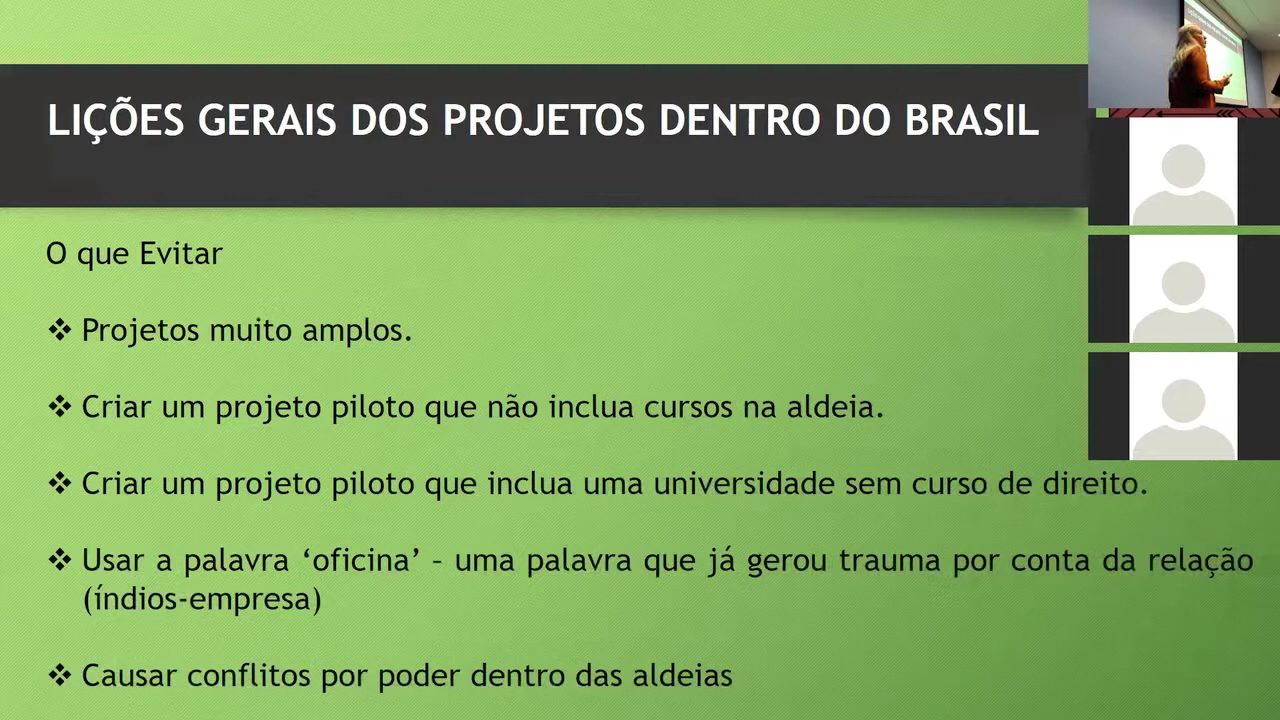 LIÇÕES GERAIS DOS PROJETOS DENTRO DO BRASIL
O que Evitar
❖ Projetos muito amplos.
❖ Criar um projeto piloto que não inclua cursos na aldeia.
❖ Criar um projeto piloto que inclua uma universidade sem curso de direito.
❖ Usar a palavra ‘oficina’ – uma palavra que já gerou trauma por conta da relação
(índios-empresa)
❖ Causar conflitos por poder dentro das aldeias